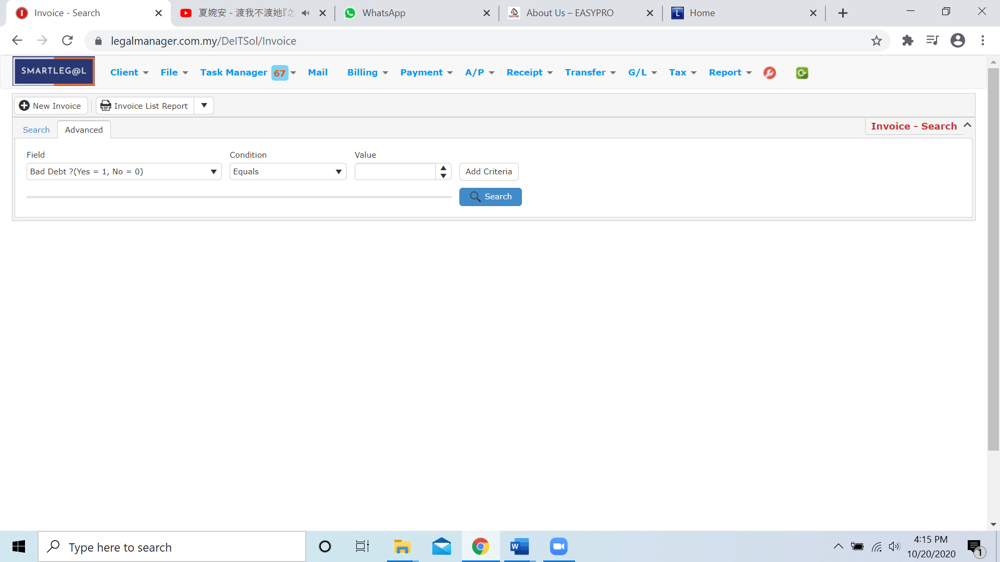 Invoice - Search
夏婉安 - 渡我不渡她『怎
WhatsApp
About Us – EASYPRO
Home
legalmanager.com.my/DeITSol/Invoice
SMARTLEG@L
Client
File
Task Manager 67
Mail
Billing
Payment
A/P
Receipt
Transfer
G/L
Tax
Report
New Invoice
Invoice List Report
Search
Advanced
Invoice - Search
Field
Condition
Value
Bad Debt ?(Yes = 1, No = 0)
Equals
Add Criteria
Search
Type here to search
4:15 PM
10/20/2020
1